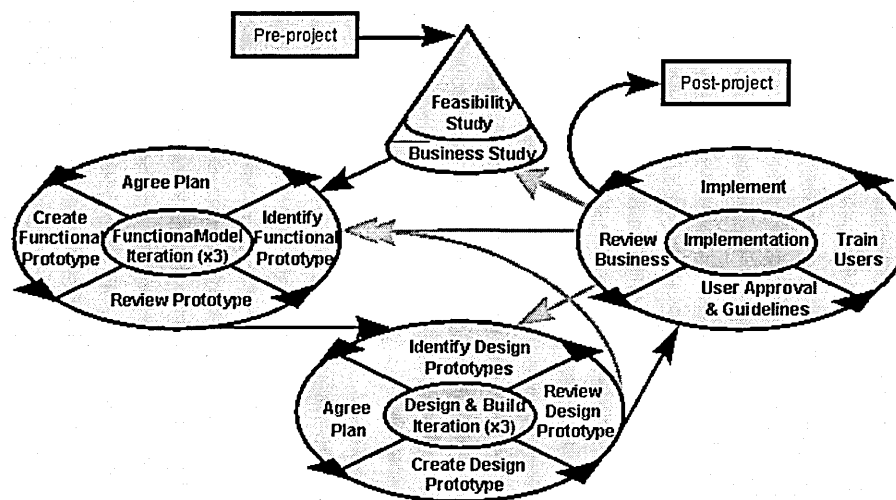 Pre-project
Post-project
Feasibility
Study
Business Study
Agree Plan
Create
Functional
Prototype
FunctionaModel
Iteration (x3)
Identify
Functional
Prototype
Review Prototype
Implement
Review
Business
Implementation
Train
Users
User Approval
& Guidelines
Identify Design
Prototypes
Agree
Plan
Design & Build
Iteration (x3)
Review
Design
Prototype
Create Design
Prototype